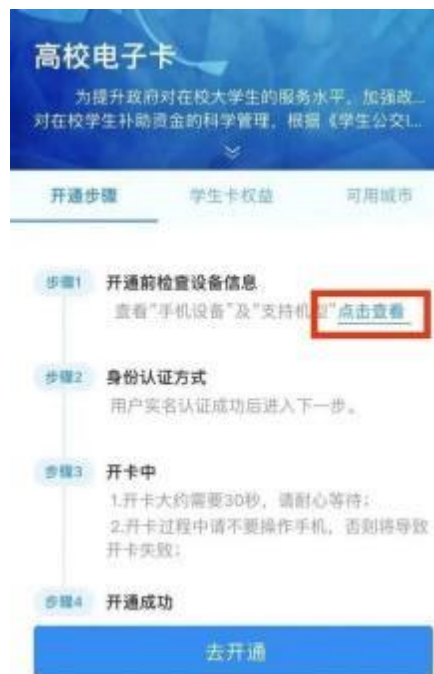 高校电子卡
为提升政府对在校大学生的服务水平，加强政...
对在校学生补助资金的科学管理，根据《学生公交I...
开通步骤 学生卡权益 可用城市
步骤1 开通前检查设备信息
查看"手机设备"及"支持机型"点击查看
步骤2 身份认证方式
用户实名认证成功后进入下一步。
步骤3 开卡中
1.开卡大约需要30秒，请耐心等待；
2.开卡过程中请不要操作手机，否则将导致
开卡失败；
步骤4 开通成功
去开通